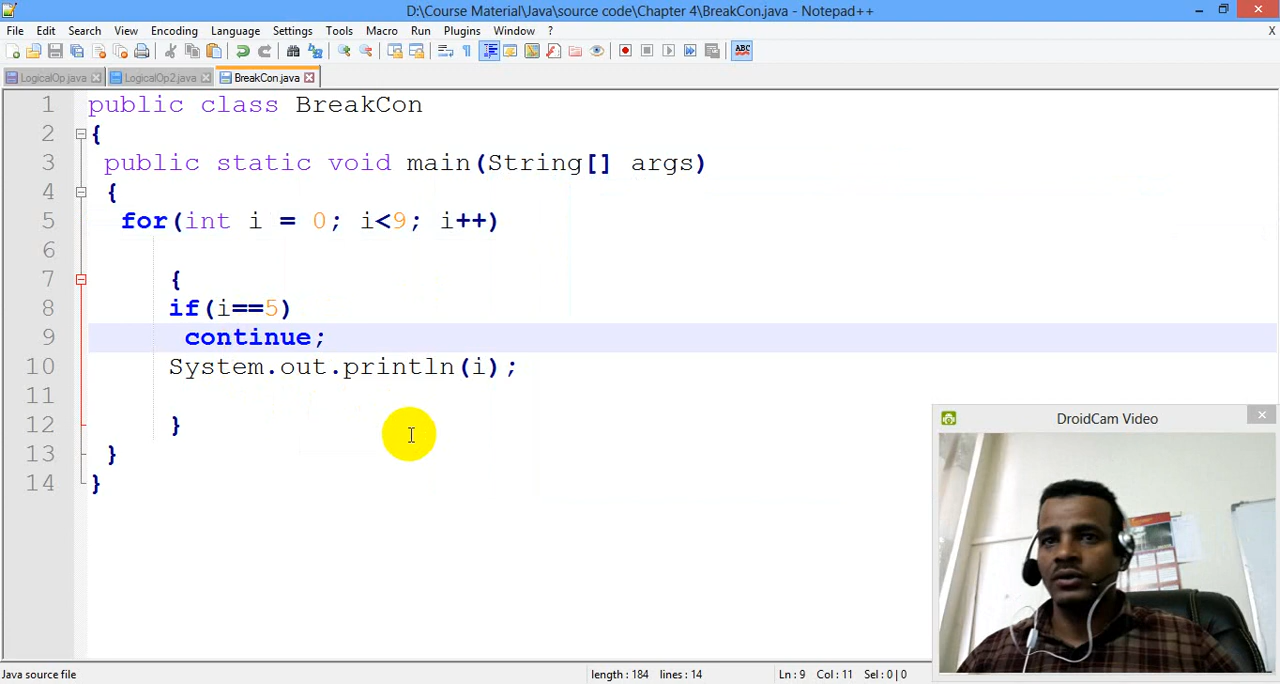 D:\Course Material\Java\source code\Chapter 4\BreakCon.java - Notepad++
File Edit Search View Encoding Language Settings Tools Macro Run Plugins Window ? X
ABC
LogicalOp.java LogicalOp2.java BreakCon.java
1 public class BreakCon
2 {
3 public static void main(String[] args)
4 {
5 for(int i = 0; i<9; i++)
6
7 {
8 if(i==5)
9 continue;
10 System.out.println(i);
11
12 }
13 }
14 }
DroidCam Video
Java source file length : 184 lines : 14 Ln : 9 Col : 11 Sel : 0 | 0